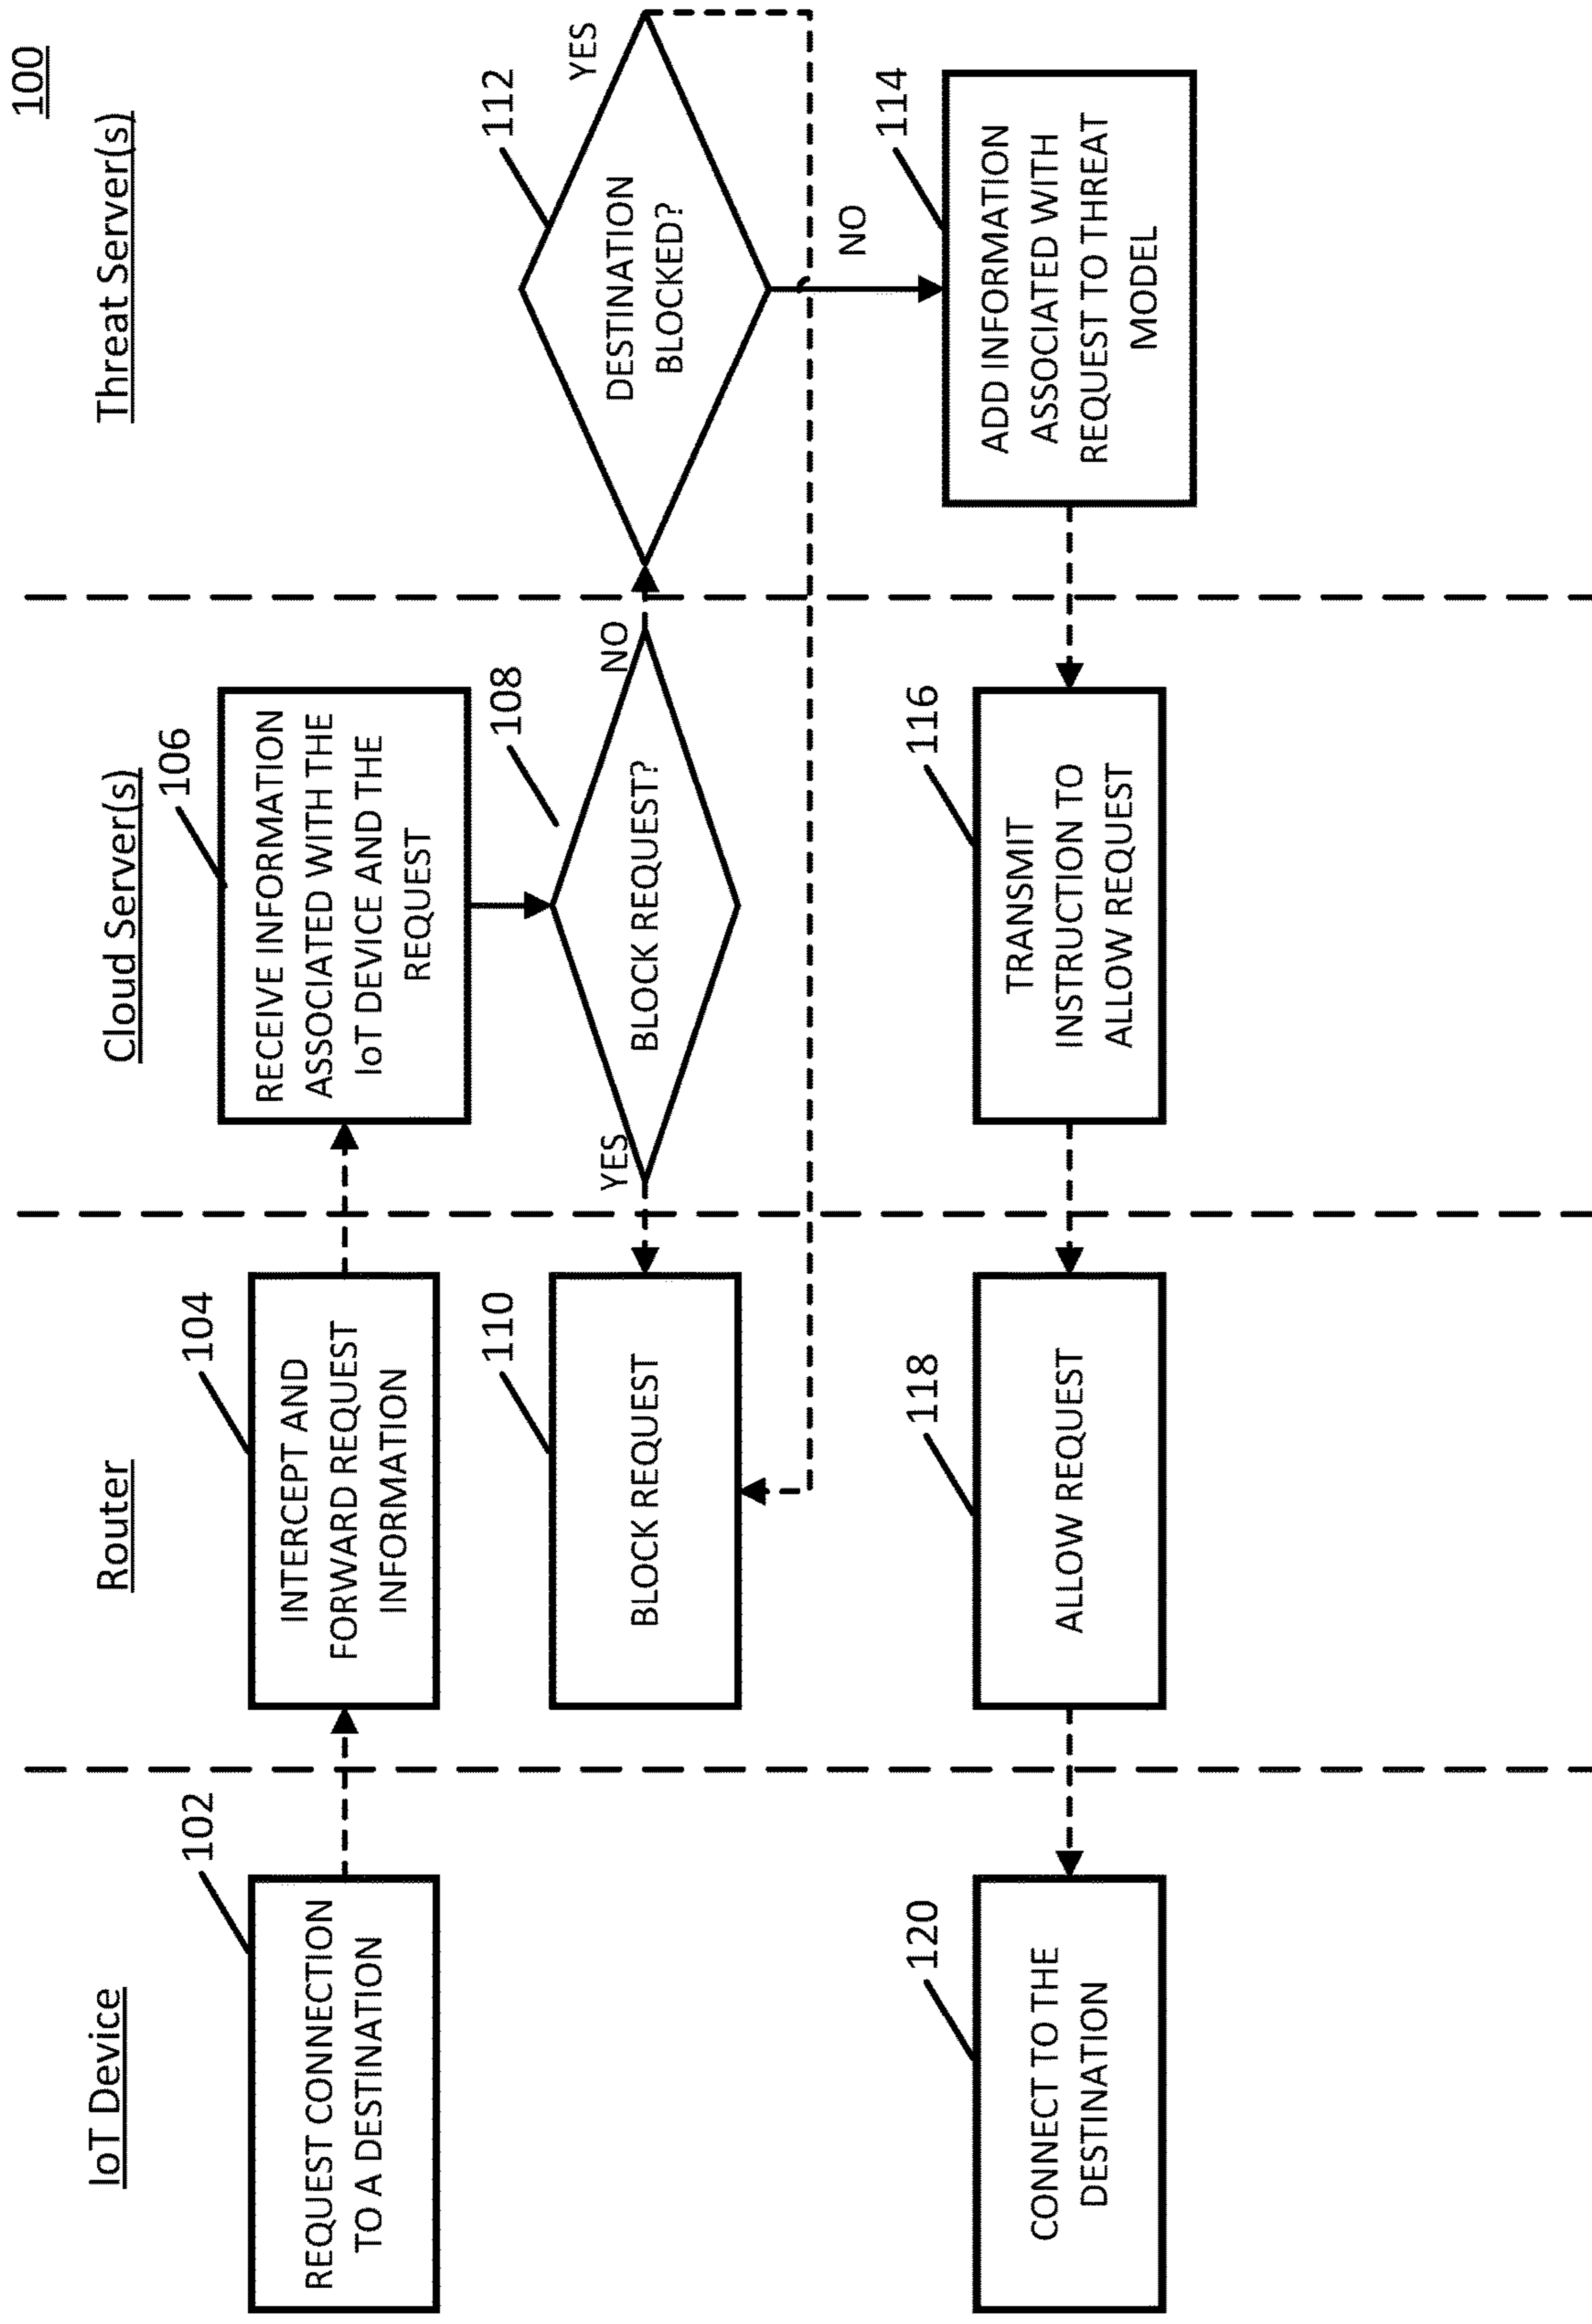 100
IoT Device
Router
Cloud Server(s)
Threat Server(s)
102
REQUEST CONNECTION
TO A DESTINATION
104
INTERCEPT AND
FORWARD REQUEST
INFORMATION
106
RECEIVE INFORMATION
ASSOCIATED WITH THE
IoT DEVICE AND THE
REQUEST
108
BLOCK REQUEST?
YES
NO
110
BLOCK REQUEST
112
DESTINATION
BLOCKED?
YES
NO
114
ADD INFORMATION
ASSOCIATED WITH
REQUEST TO THREAT
MODEL
116
TRANSMIT
INSTRUCTION TO
ALLOW REQUEST
118
ALLOW REQUEST
120
CONNECT TO THE
DESTINATION